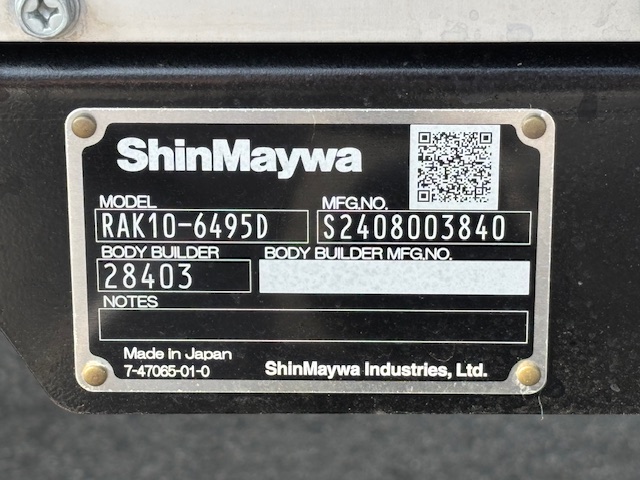 ShinMaywa
MODEL MFG.NO.
RAK10-6495D S2408003840
BODY BUILDER BODY BUILDER MFG.NO.
28403
NOTES
Made in Japan
7-47065-01-0 ShinMaywa Industries, Ltd.